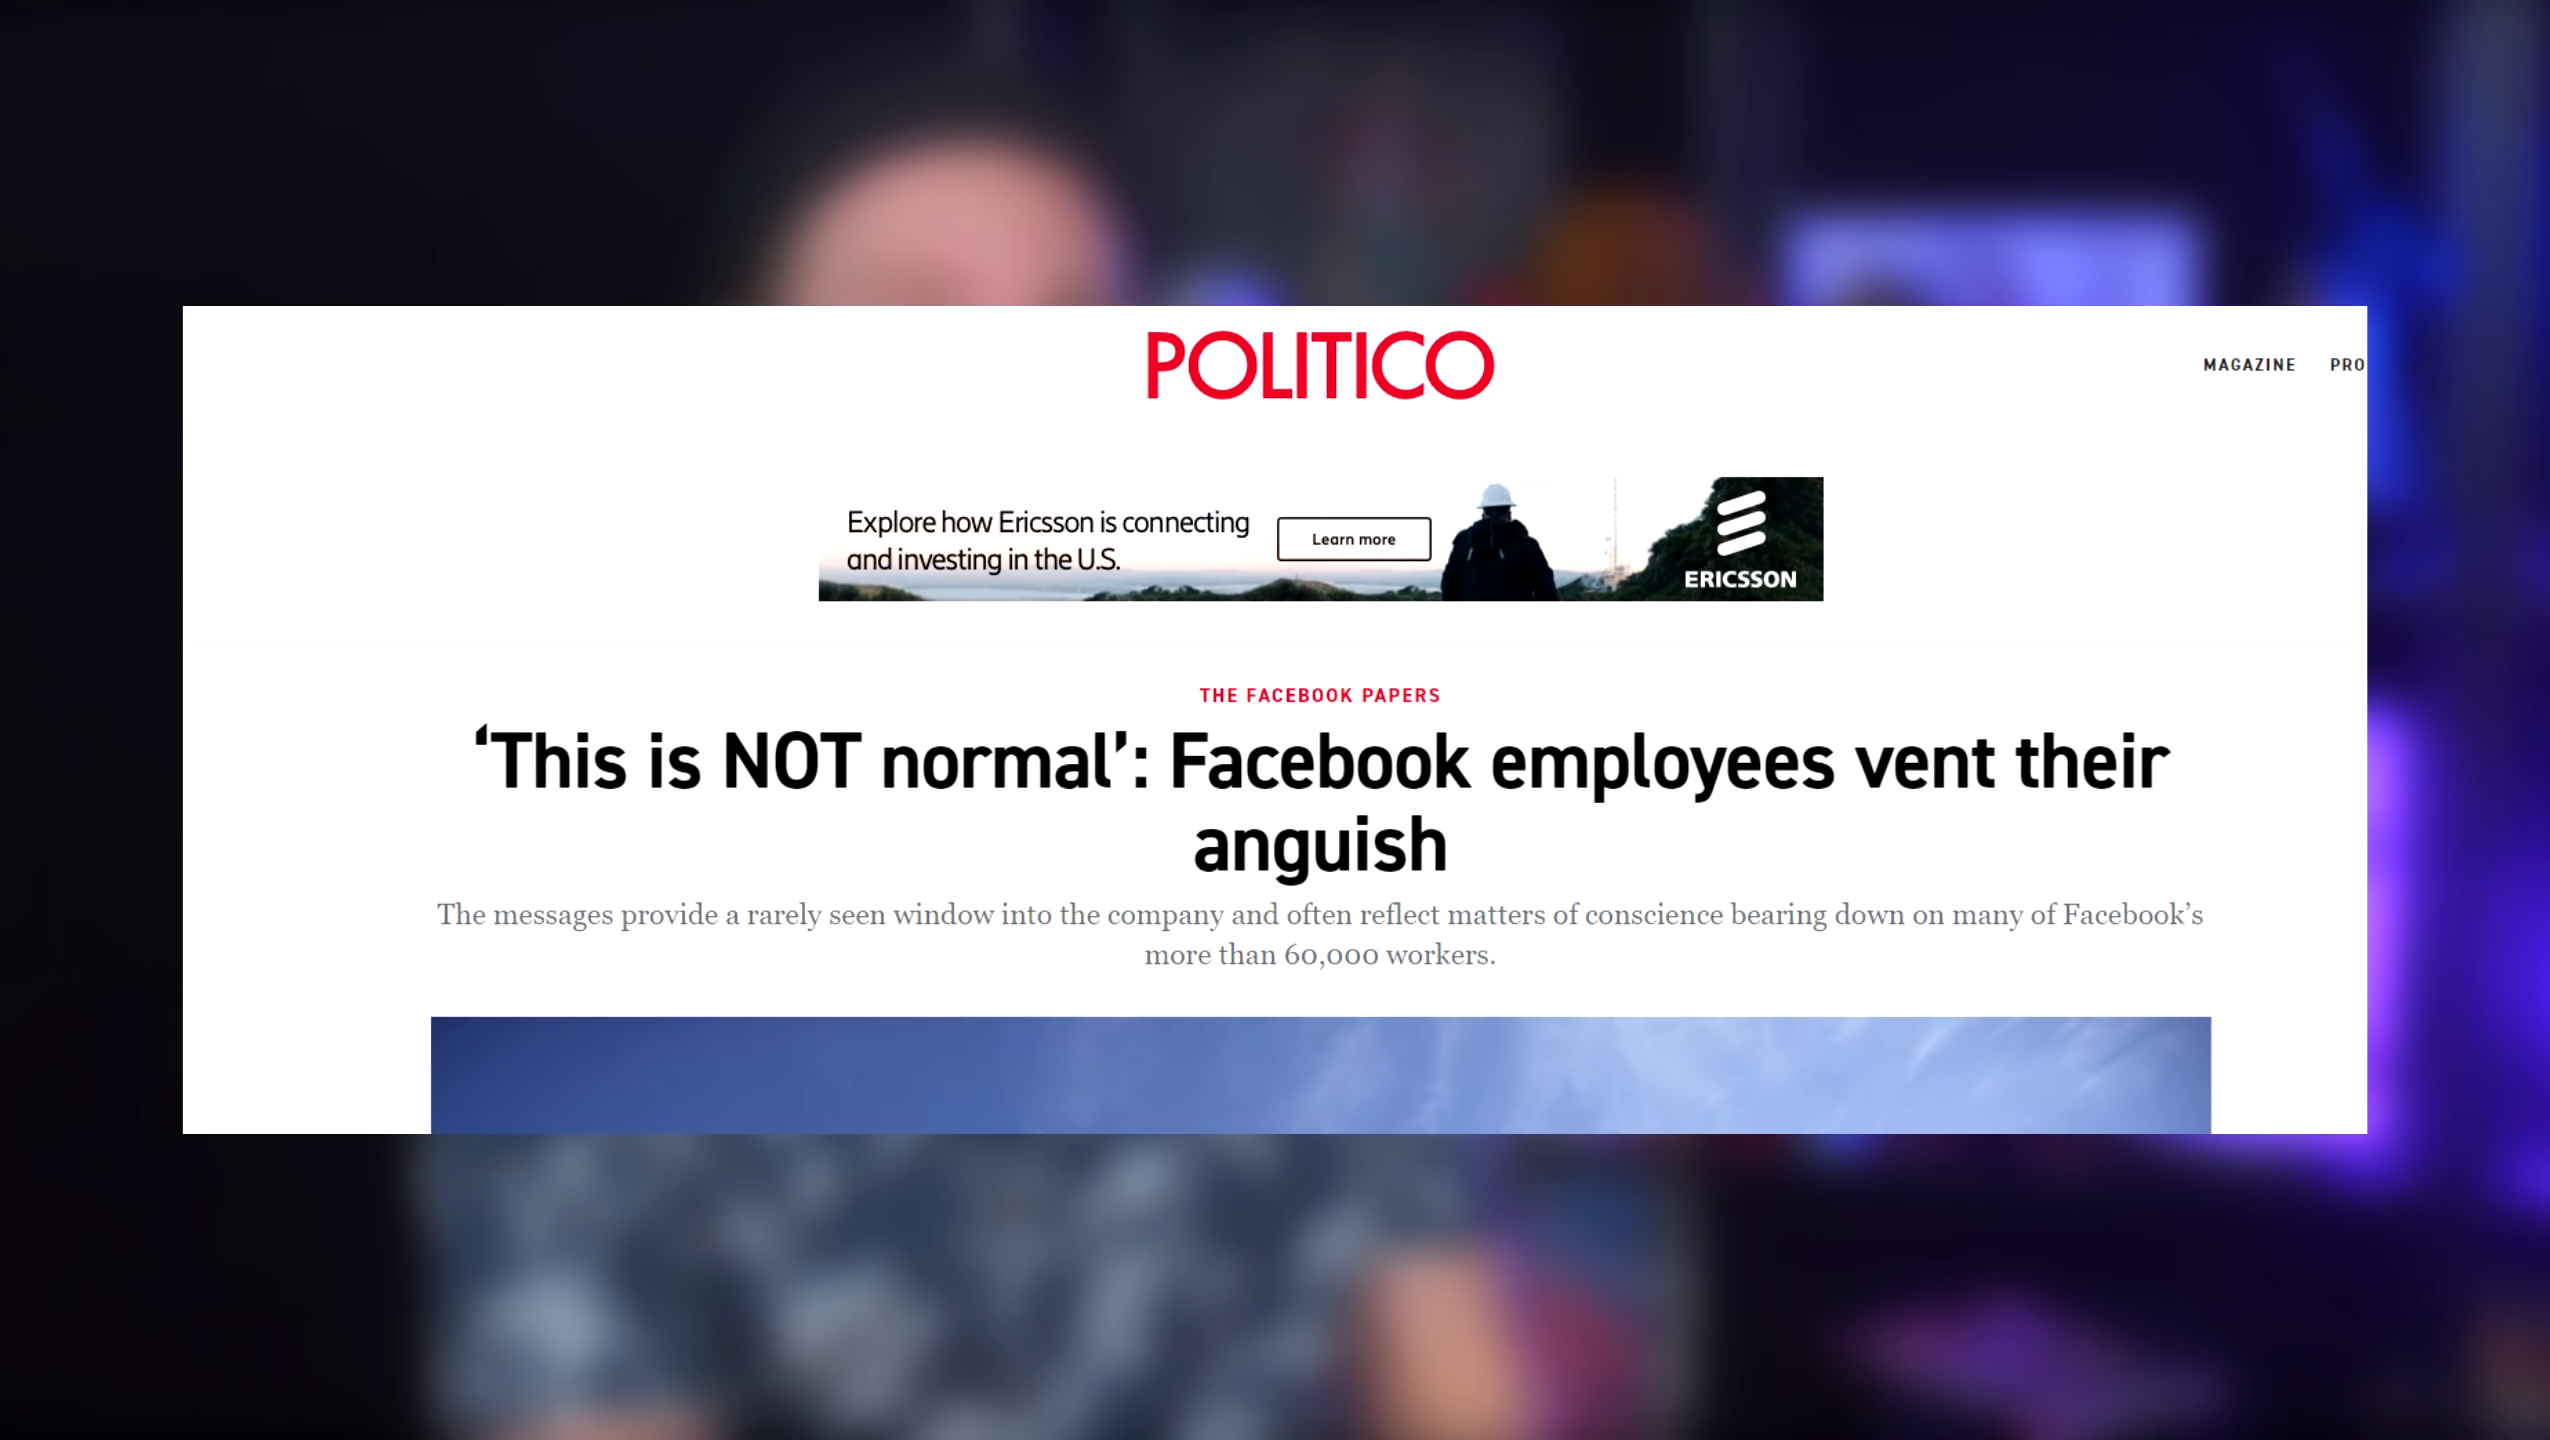 POLITICO
MAGAZINE PRO
Explore how Ericsson is connecting
and investing in the U.S.
Learn more
ERICSSON
THE FACEBOOK PAPERS
‘This is NOT normal’: Facebook employees vent their
anguish
The messages provide a rarely seen window into the company and often reflect matters of conscience bearing down on many of Facebook’s
more than 60,000 workers.